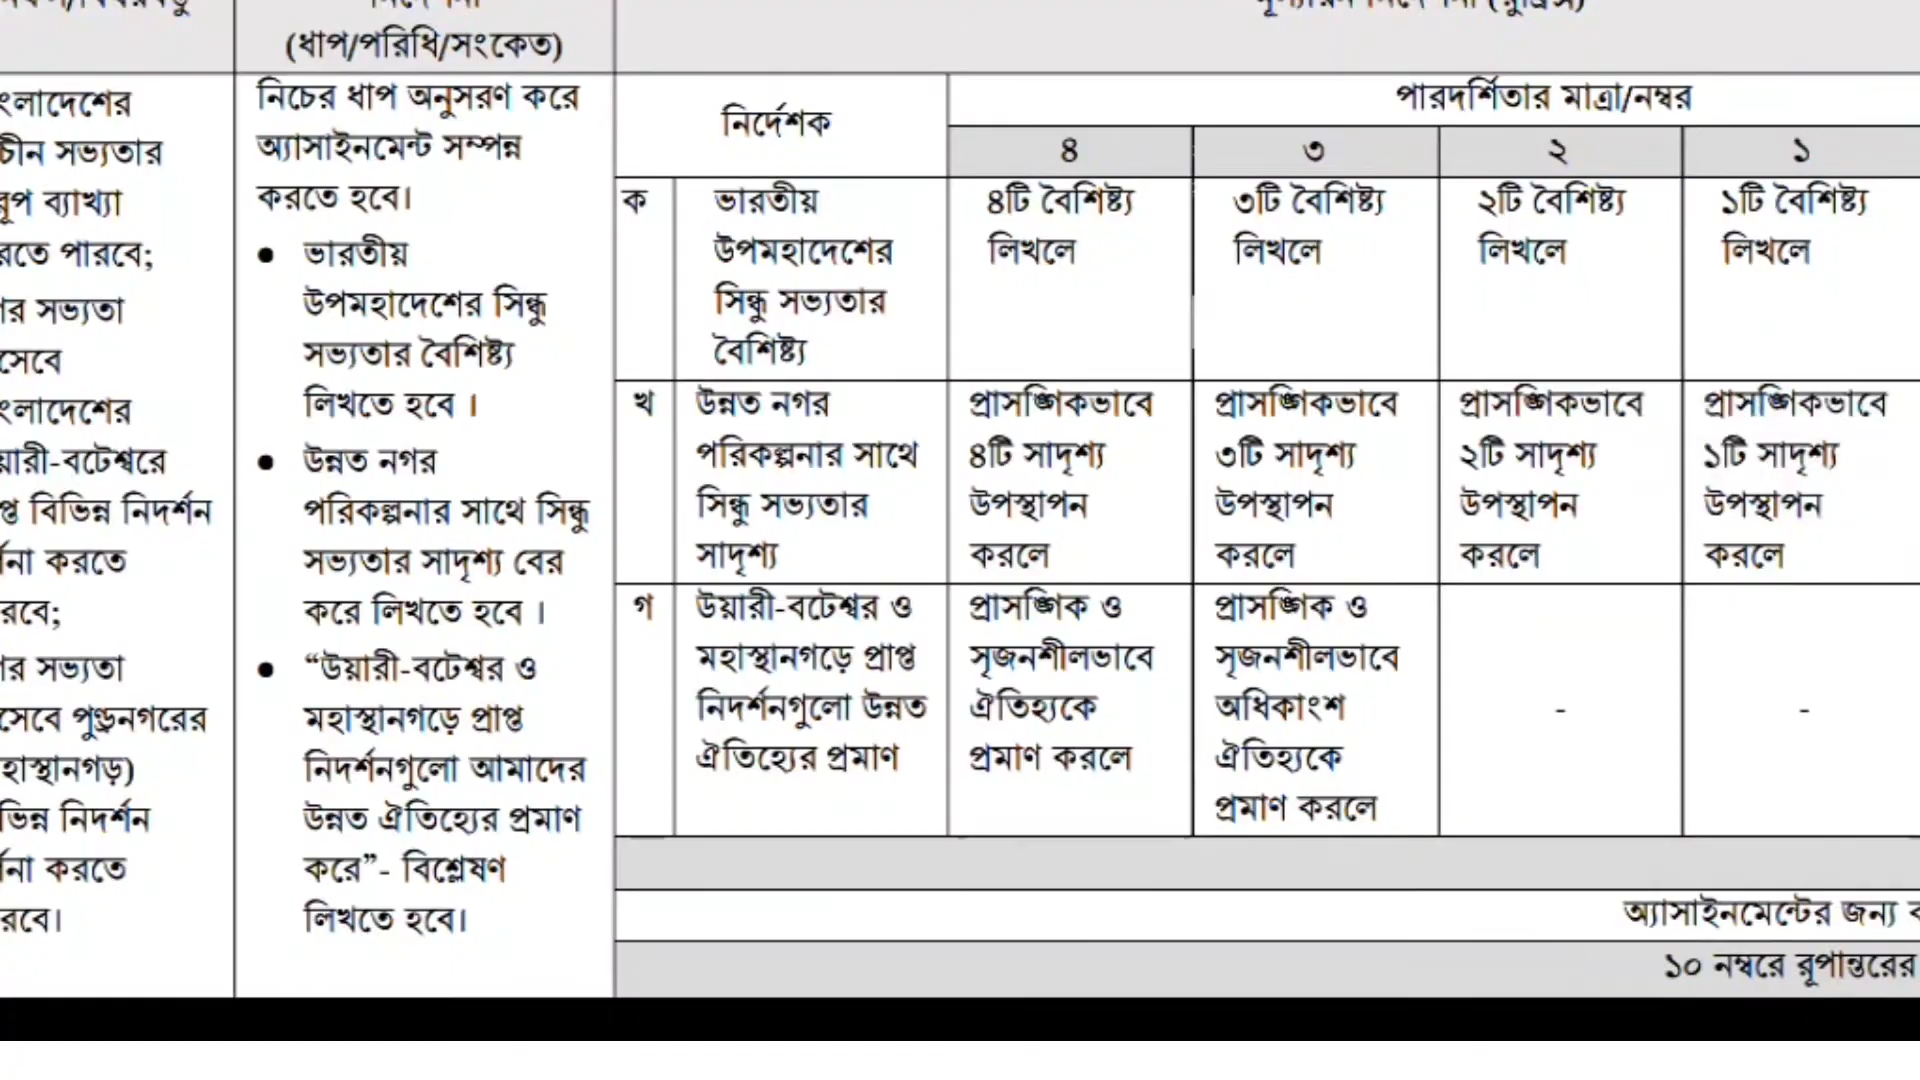 (ধাপ/পরিধি/সংকেত)
চীন সভ্যতার
ব্যাখ্যা
পারবে;
সভ্যতা
বিভিন্ন নিদর্শন
করতে
সভ্যতা
পুন্ড্রনগরের
নিদর্শন
করতে
নিচের ধাপ অনুসরণ করে
অ্যাসাইনমেন্ট সম্পন্ন
করতে হবে।
● ভারতীয়
উপমহাদেশের সিন্ধু
সভ্যতার বৈশিষ্ট্য
লিখতে হবে ।
● উন্নত নগর
পরিকল্পনার সাথে সিন্ধু
সভ্যতার সাদৃশ্য বের
করে লিখতে হবে ।
● “উয়ারী-বটেশ্বর ও
মহাস্থানগড়ে প্রাপ্ত
নিদর্শনগুলো আমাদের
উন্নত ঐতিহ্যের প্রমাণ
করে”- বিশ্লেষণ
লিখতে হবে।
নির্দেশক
পারদর্শিতার মাত্রা/নম্বর
৪ ৩ ২ ১
ক
ভারতীয়
উপমহাদেশের
সিন্ধু সভ্যতার
বৈশিষ্ট্য
৪টি বৈশিষ্ট্য
লিখলে
৩টি বৈশিষ্ট্য
লিখলে
২টি বৈশিষ্ট্য
লিখলে
১টি বৈশিষ্ট্য
লিখলে
খ
উন্নত নগর
পরিকল্পনার সাথে
সিন্ধু সভ্যতার
সাদৃশ্য
প্রাসঙ্গিকভাবে
৪টি সাদৃশ্য
উপস্থাপন
করলে
প্রাসঙ্গিকভাবে
৩টি সাদৃশ্য
উপস্থাপন
করলে
প্রাসঙ্গিকভাবে
২টি সাদৃশ্য
উপস্থাপন
করলে
প্রাসঙ্গিকভাবে
১টি সাদৃশ্য
উপস্থাপন
করলে
গ
উয়ারী-বটেশ্বর ও
মহাস্থানগড়ে প্রাপ্ত
নিদর্শনগুলো উন্নত
ঐতিহ্যের প্রমাণ
প্রাসঙ্গিক ও
সৃজনশীলভাবে
ঐতিহ্যকে
প্রমাণ করলে
প্রাসঙ্গিক ও
সৃজনশীলভাবে
অধিকাংশ
ঐতিহ্যকে
প্রমাণ করলে
-
-
অ্যাসাইনমেন্টের জন্য
১০ নম্বরে রূপান্তরের